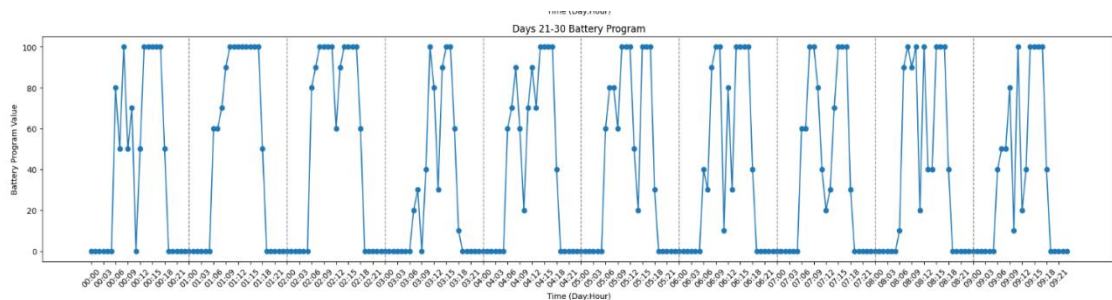 Time (Day:Hour)
Days 21-30 Battery Program
Battery Program Value
100
80
60
40
20
0
00:00 00:03 00:06 00:09 00:12 00:15 00:18 00:21 01:00 01:03 01:06 01:09 01:12 01:15 01:18 01:21 02:00 02:03 02:06 02:09 02:12 02:15 02:18 02:21 03:00 03:03 03:06 03:09 03:12 03:15 03:18 03:21 04:00 04:03 04:06 04:09 04:12 04:15 04:18 04:21 05:00 05:03 05:06 05:09 05:12 05:15 05:18 05:21 06:00 06:03 06:06 06:09 06:12 06:15 06:18 06:21 07:00 07:03 07:06 07:09 07:12 07:15 07:18 07:21 08:00 08:03 08:06 08:09 08:12 08:15 08:18 08:21 09:00 09:03 09:06 09:09 09:12 09:15 09:18 09:21
Time (Day:Hour)